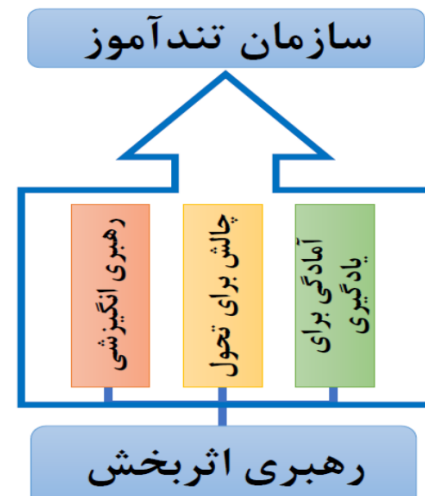 سازمان تندآموز
آمادگی برای
یادگیری
چالش برای تحول
رهبری انگیزشی
رهبری اثربخش